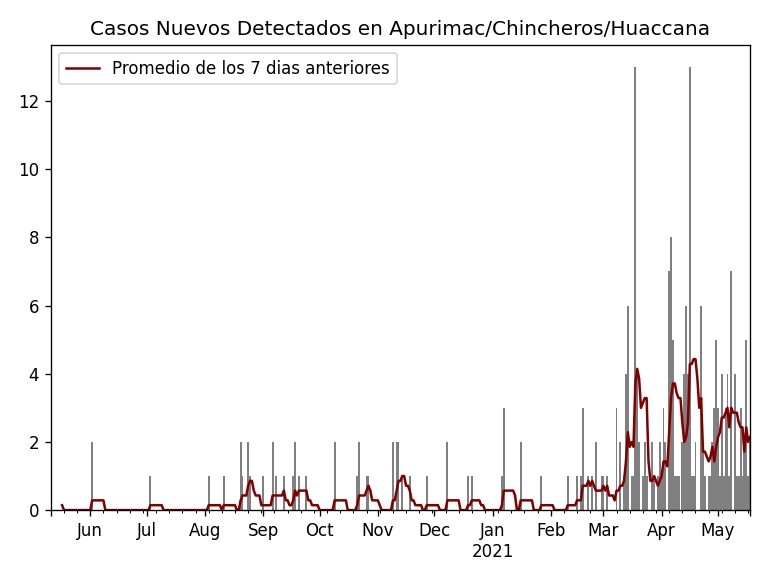 Casos Nuevos Detectados en Apurimac/Chincheros/Huaccana
Promedio de los 7 dias anteriores
12
10
8
6
4
2
0
Jun Jul Aug Sep Oct Nov Dec Jan Feb Mar Apr May
2021